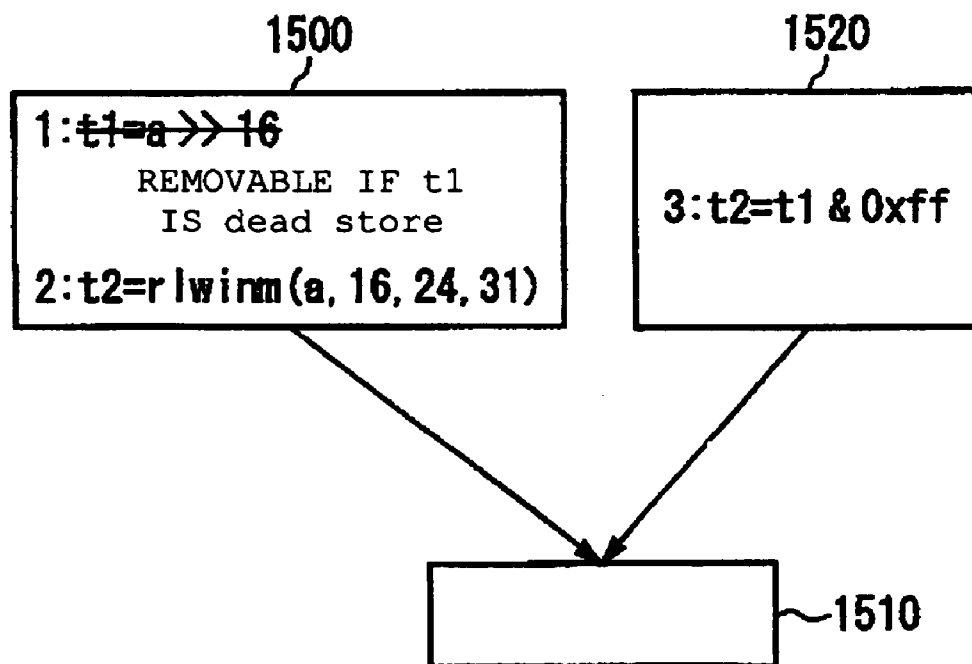 1500
1520
1:t1=a >> 16
REMOVABLE IF t1
IS dead store
2:t2=rlwinm(a, 16, 24, 31)
3:t2=t1 & 0xff
1510